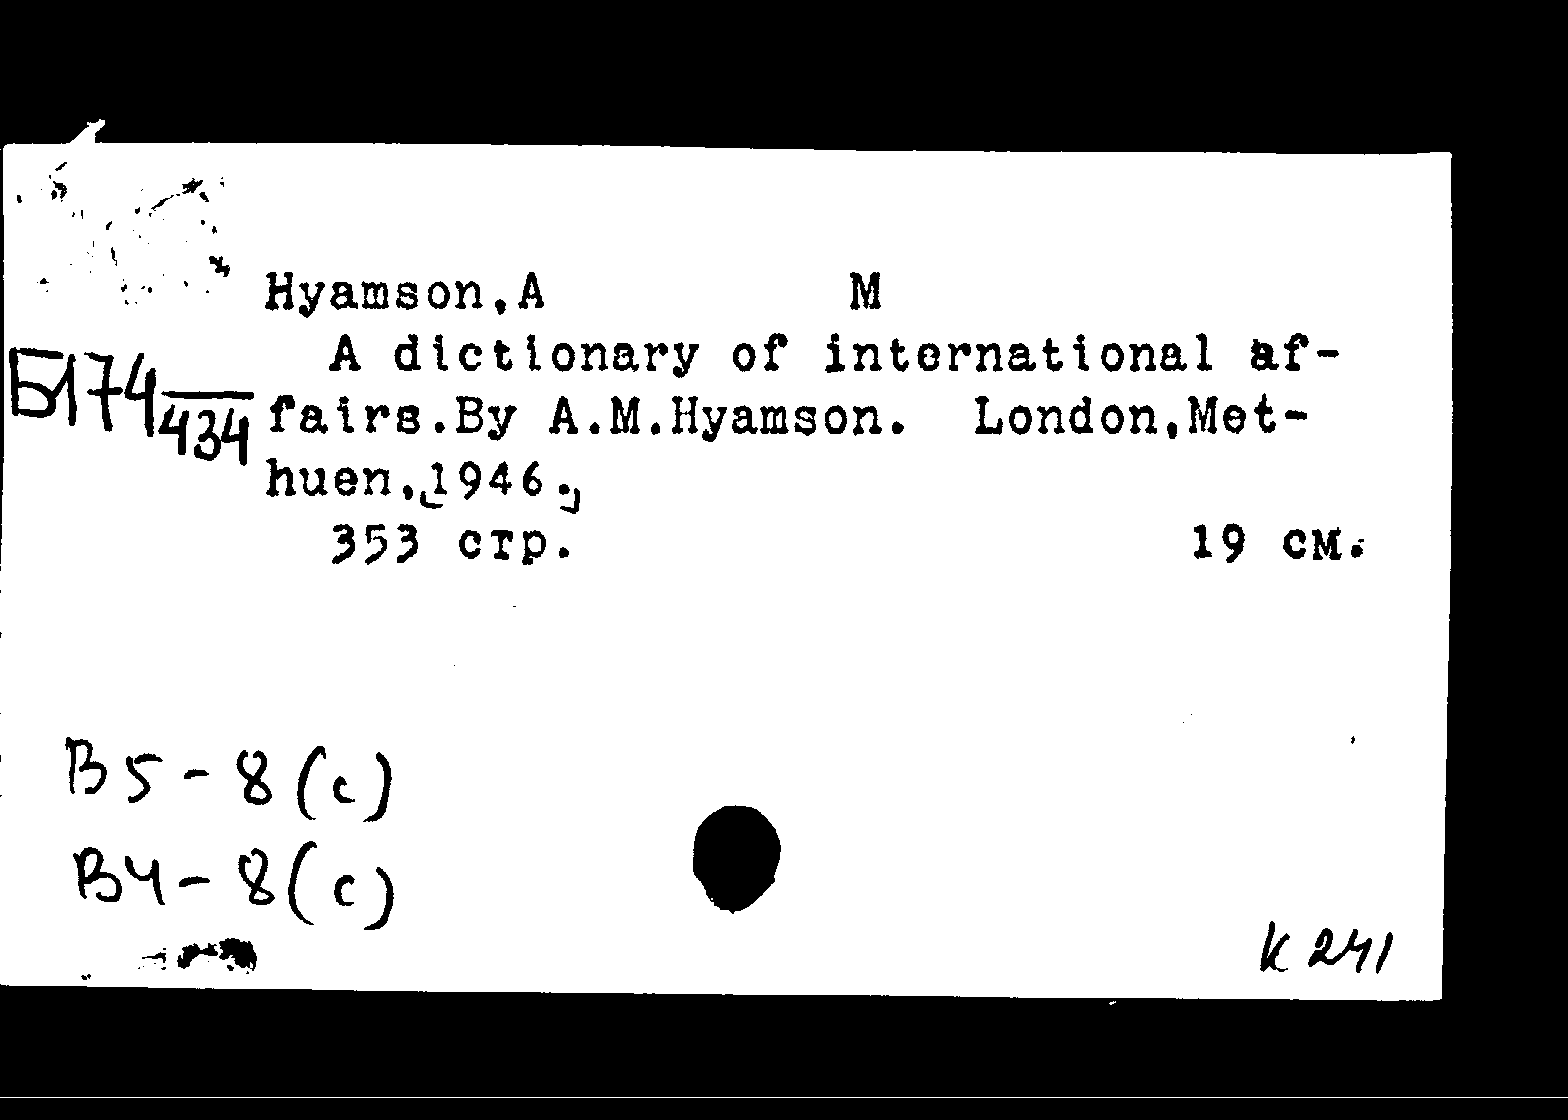 Hyamson,A M
A dictionary of international af-
Б174
434
fairs.By A.M.Hyamson. London,Met-
huen,[1946.]
353 стр. 19 см.
B5-8(c)
B4-8(c)
K 241